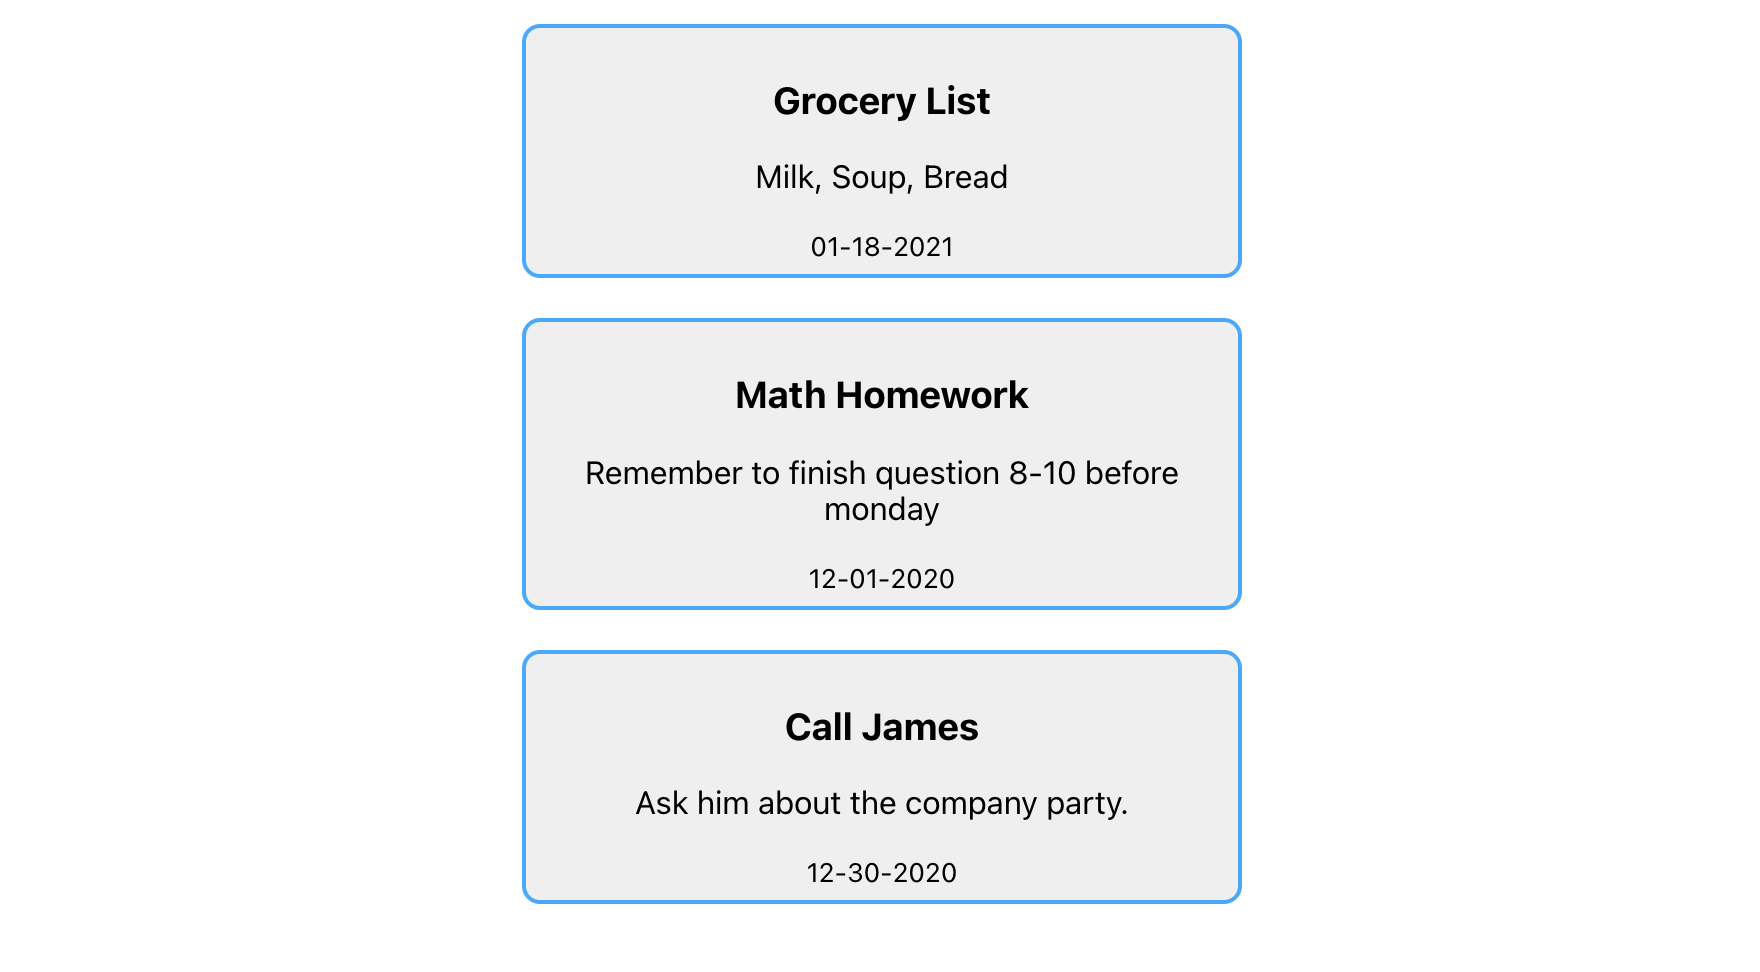 Grocery List
Milk, Soup, Bread
01-18-2021
Math Homework
Remember to finish question 8-10 before
monday
12-01-2020
Call James
Ask him about the company party.
12-30-2020